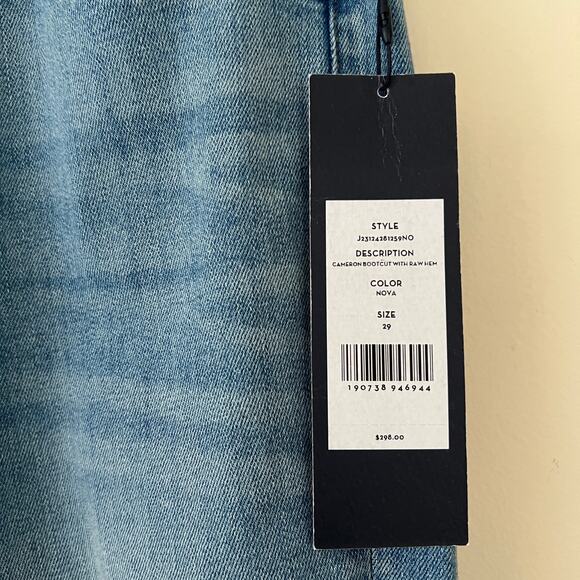 STYLE
J23124281259NO
DESCRIPTION
CAMERON BOOTCUT WITH RAW HEM
COLOR
NOVA
SIZE
29
190738 946944
$298.00